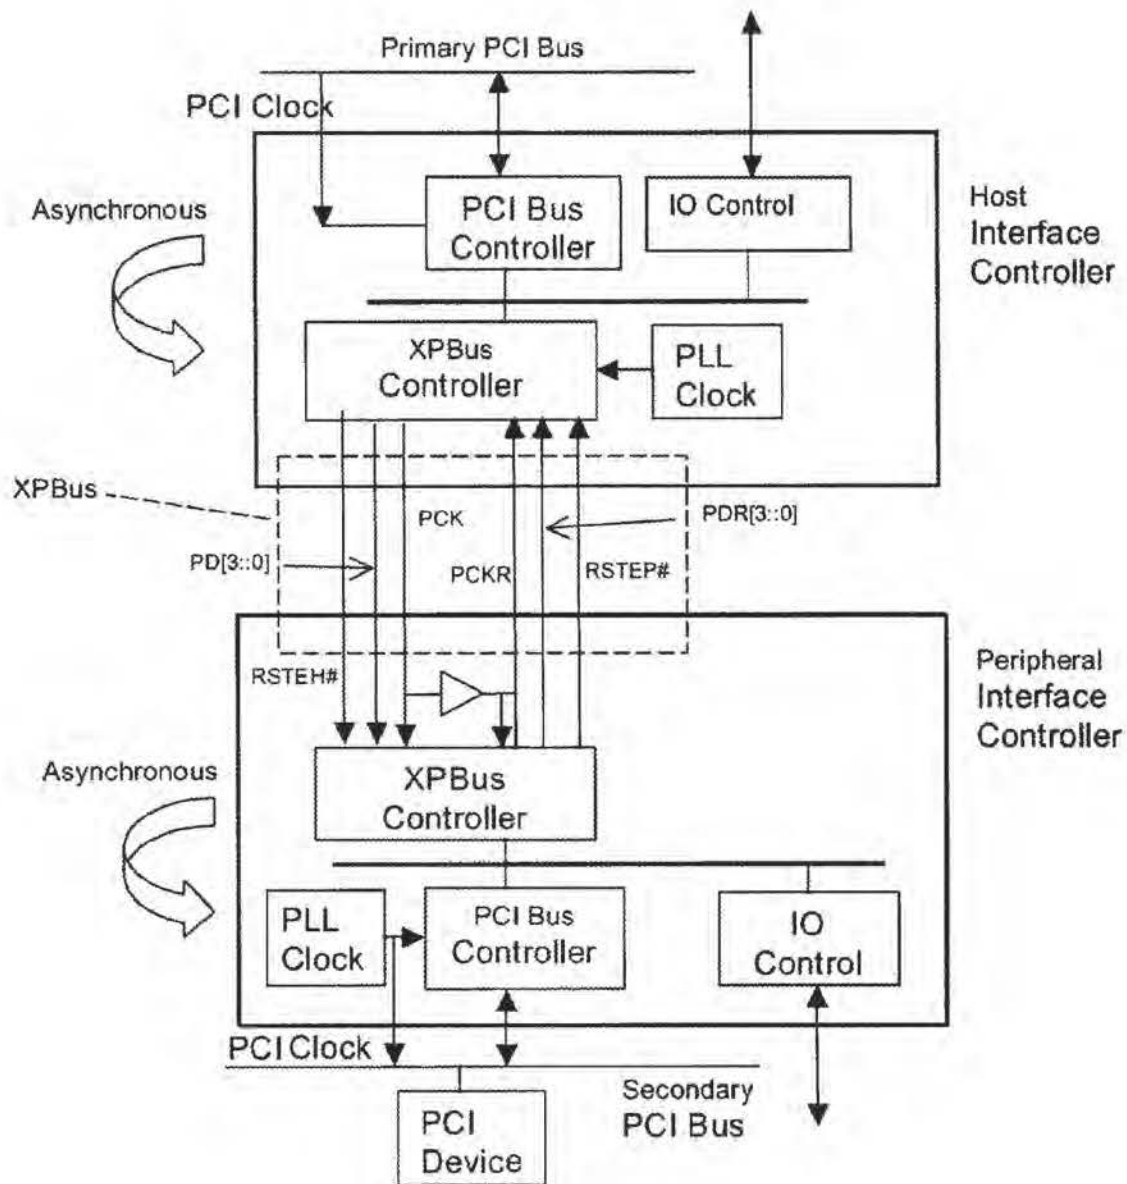 Primary PCI Bus
PCI Clock
Asynchronous
PCI Bus
Controller
IO Control
Host
Interface
Controller
XPBus
Controller
PLL
Clock
XPBus
PCK
PDR[3::0]
PD[3::0]
PCKR
RSTEP#
RSTEH#
Peripheral
Interface
Controller
Asynchronous
XPBus
Controller
PLL
Clock
PCI Bus
Controller
IO
Control
PCI Clock
Secondary
PCI Bus
PCI
Device